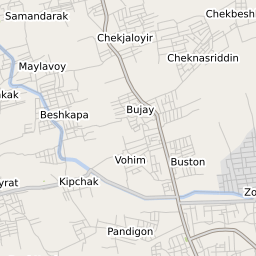 Samandarak
Chekbesh
Chekjaloyir
Cheknasriddin
Maylavoy
kak
Bujay
Beshkapa
Vohim
Buston
Kipchak
yrat
Zo
Pandigon